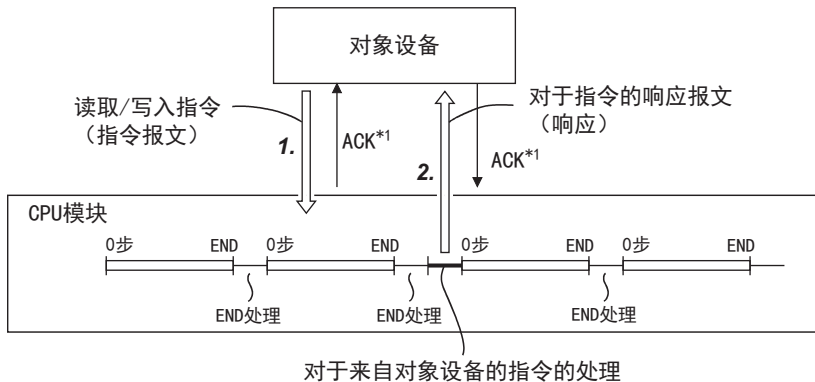 对象设备
读取/写入指令
（指令报文）
1.
ACK*1
2.
对于指令的响应报文
（响应）
ACK*1
CPU模块
0步 END 0步 END 0步 END 0步 END
END处理 END处理 END处理
对于来自对象设备的指令的处理